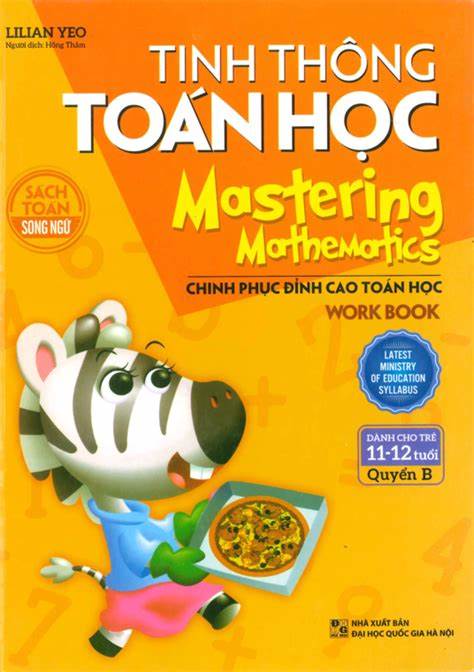 LILIAN YEO
Người dịch: Hồng Thắm
TINH THÔNG
TOÁN HỌC
SÁCH
TOÁN
SONG NGỮ
Mastering
Mathematics
CHINH PHỤC ĐỈNH CAO TOÁN HỌC
WORK BOOK
LATEST
MINISTRY
OF EDUCATION
SYLLABUS
DÀNH CHO TRẺ
11-12 tuổi
Quyển B
NHÀ XUẤT BẢN
ĐẠI HỌC QUỐC GIA HÀ NỘI